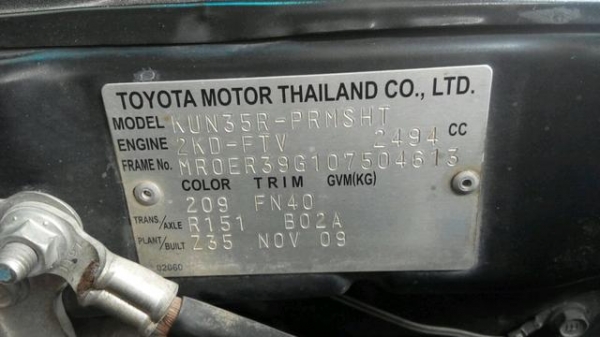 TOYOTA MOTOR THAILAND CO., LTD.
MODEL KUN35R-PRMSHT
ENGINE 2KD-FTV 2494 CC
FRAME No. MR0ER39G107504613
COLOR TRIM GVM(KG)
209 FN40
TRANS./AXLE R151 B02A
PLANT/BUILT Z35 NOV 09
02660